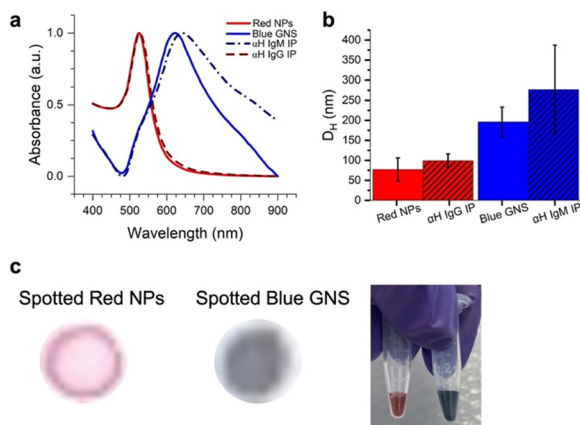 a
Red NPs
Blue GNS
αH IgM IP
αH IgG IP
1.0
0.5
0.0
Absorbance (a.u.)
400 500 600 700 800 900
Wavelength (nm)
b
400
350
300
250
200
150
100
50
0
D_H (nm)
Red NPs αH IgG IP Blue GNS αH IgM IP
c
Spotted Red NPs Spotted Blue GNS